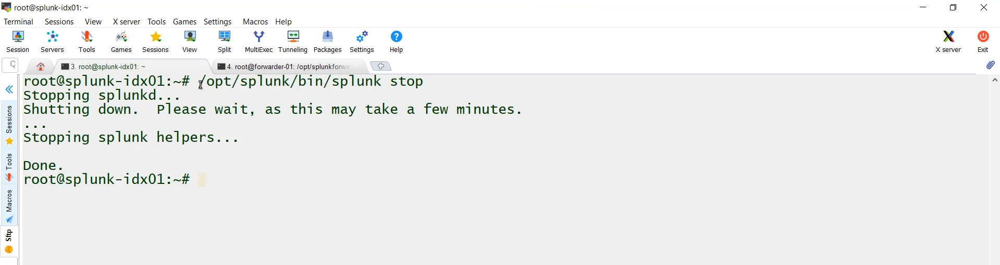 root@splunk-idx01: ~
Terminal Sessions View X server Tools Games Settings Macros Help
Session Servers Tools Games Sessions View Split MultiExec Tunneling Packages Settings Help X server Exit
3. root@splunk-idx01: ~ 4. root@forwarder-01: /opt/splunkforwa
root@splunk-idx01:~# /opt/splunk/bin/splunk stop
Stopping splunkd...
Shutting down.  Please wait, as this may take a few minutes.
...
Stopping splunk helpers...
Done.
root@splunk-idx01:~#
Sessions
Tools
Macros
Sftp